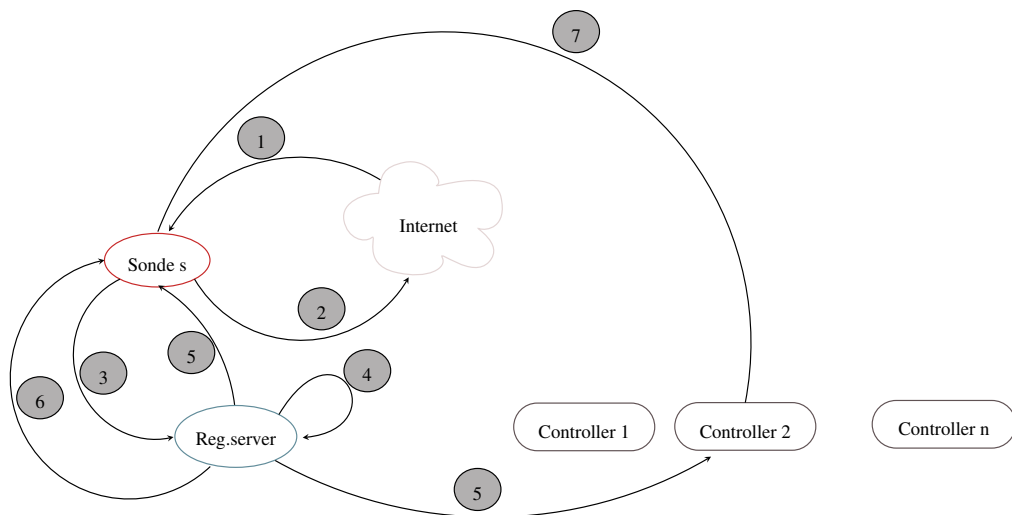 7
1
Internet
Sonde s
2
3
5
4
6
Reg.server
Controller 1
Controller 2
Controller n
5